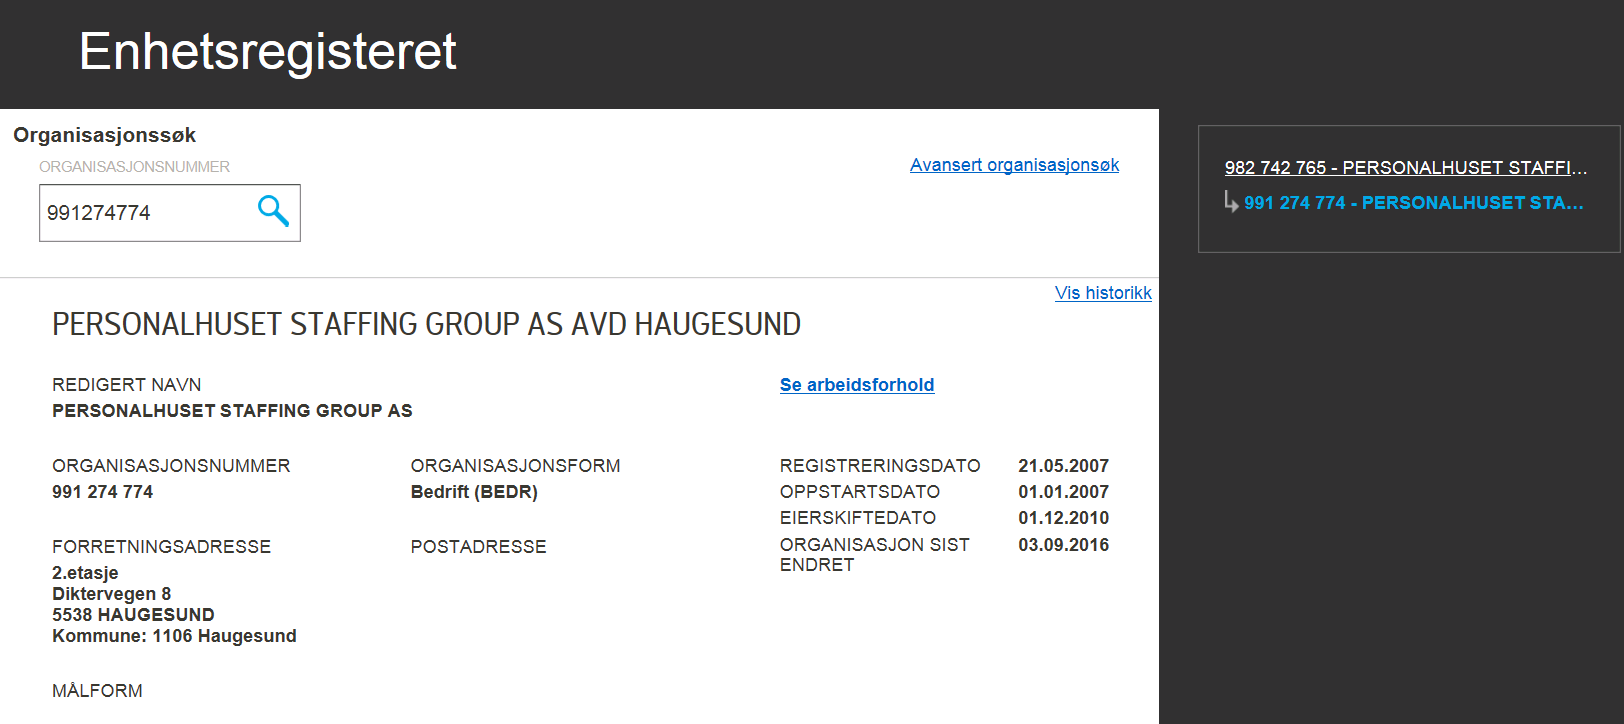 Enhetsregisteret
Organisasjonssøk
ORGANISASJONSNUMMER
991274774
Avansert organisasjonsøk
982 742 765 - PERSONALHUSET STAFFI...
991 274 774 - PERSONALHUSET STA...
Vis historikk
PERSONALHUSET STAFFING GROUP AS AVD HAUGESUND
REDIGERT NAVN
PERSONALHUSET STAFFING GROUP AS
Se arbeidsforhold
ORGANISASJONSNUMMER
991 274 774
ORGANISASJONSFORM
Bedrift (BEDR)
REGISTRERINGSDATO 21.05.2007
OPPSTARTSDATO 01.01.2007
EIERSKIFTEDATO 01.12.2010
ORGANISASJON SIST 03.09.2016
ENDRET
FORRETNINGSADRESSE
2.etasje
Diktervegen 8
5538 HAUGESUND
Kommune: 1106 Haugesund
POSTADRESSE
MÅLFORM